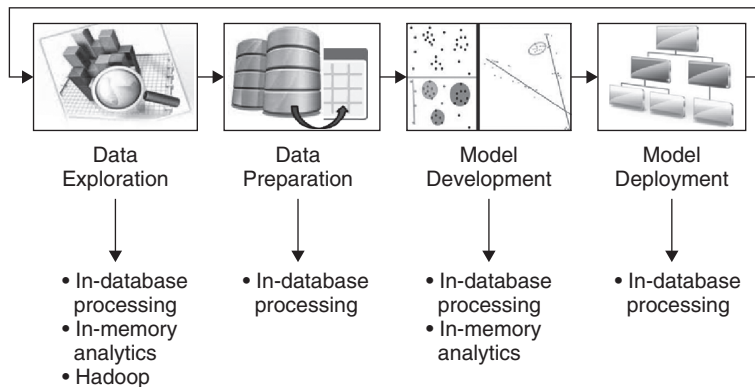 Data
Exploration
Data
Preparation
Model
Development
Model
Deployment
• In-database
processing
• In-memory
analytics
• Hadoop
• In-database
processing
• In-database
processing
• In-memory
analytics
• In-database
processing